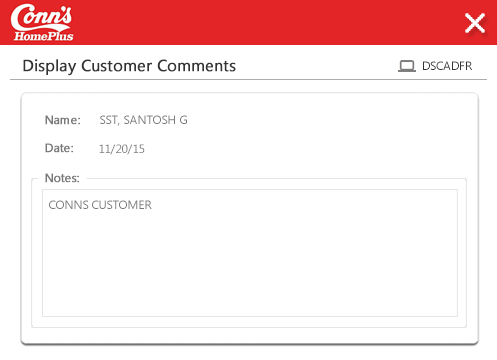 Conn's
HomePlus
Display Customer Comments
DSCADFR
Name: SST, SANTOSH G
Date: 11/20/15
Notes:
CONNS CUSTOMER